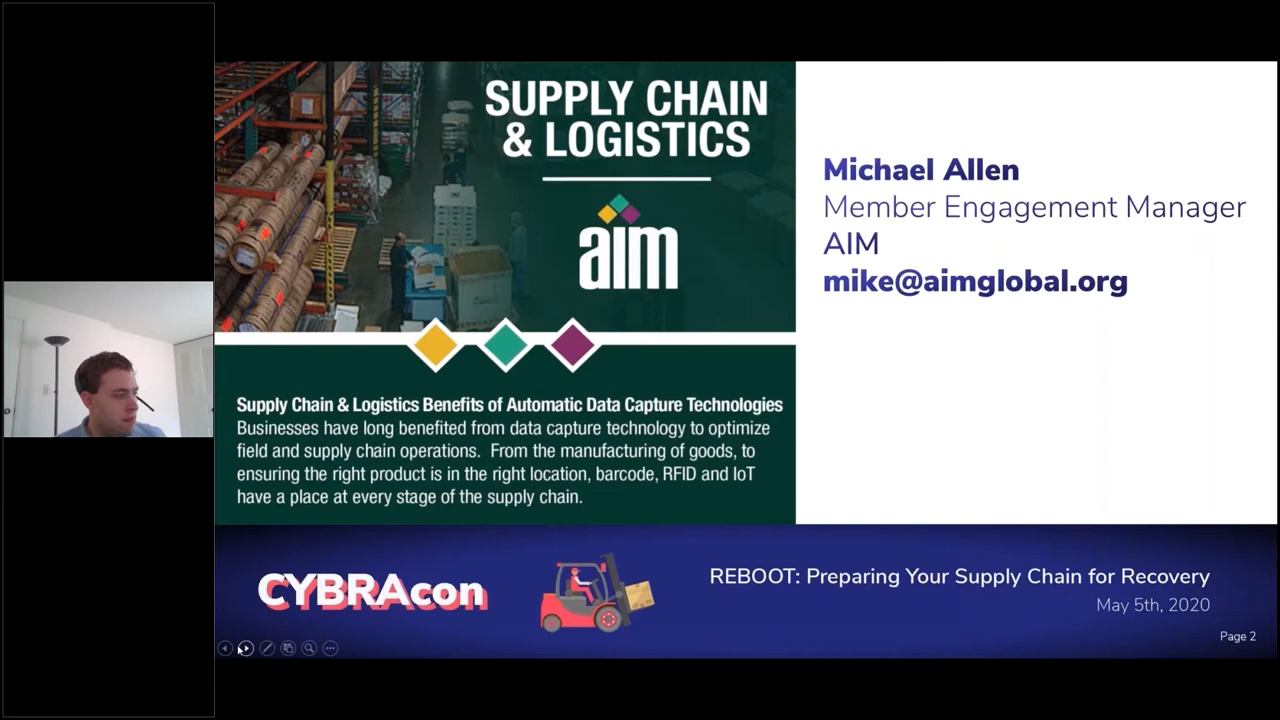 SUPPLY CHAIN
& LOGISTICS
aim
Supply Chain & Logistics Benefits of Automatic Data Capture Technologies
Businesses have long benefited from data capture technology to optimize
field and supply chain operations. From the manufacturing of goods, to
ensuring the right product is in the right location, barcode, RFID and IoT
have a place at every stage of the supply chain.
Michael Allen
Member Engagement Manager
AIM
mike@aimglobal.org
CYBRAcon
REBOOT: Preparing Your Supply Chain for Recovery
May 5th, 2020
Page 2